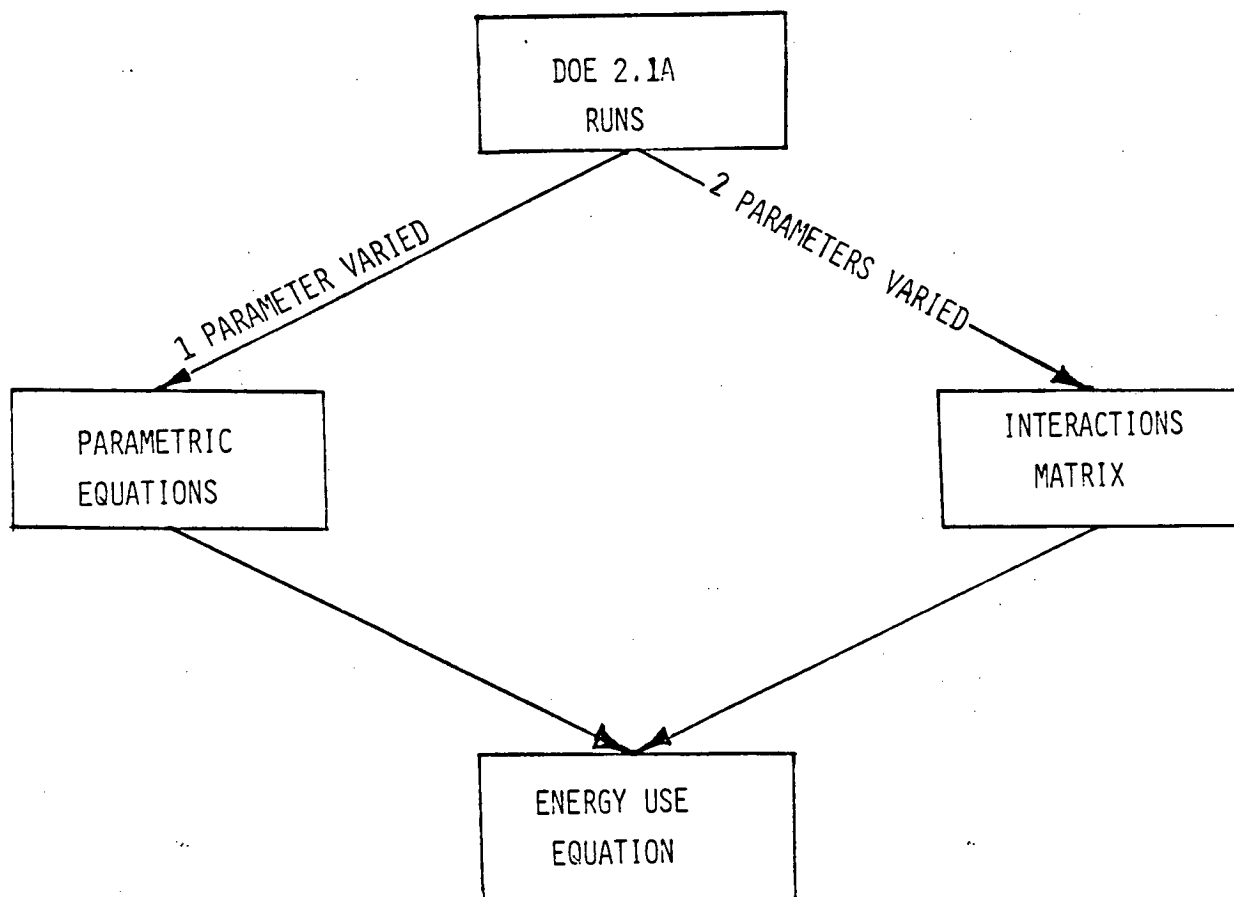 DOE 2.1A
RUNS
1 PARAMETER VARIED
2 PARAMETERS VARIED
PARAMETRIC
EQUATIONS
INTERACTIONS
MATRIX
ENERGY USE
EQUATION